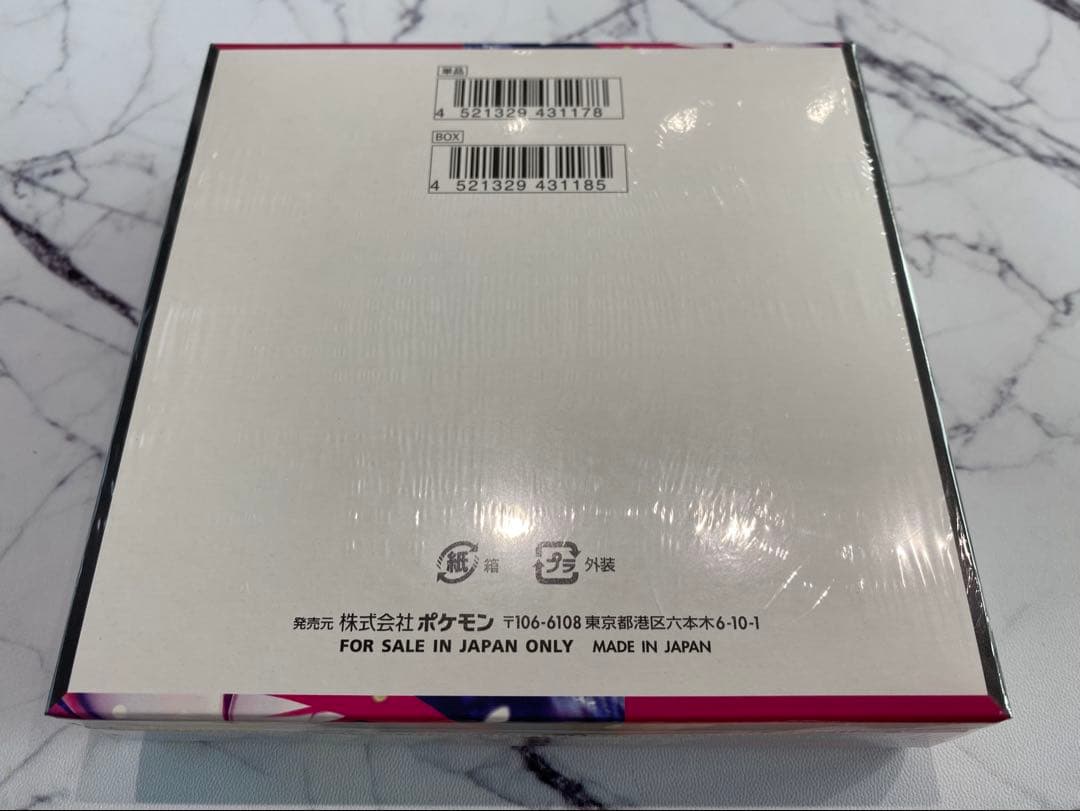 単品
4 521329 431178
BOX
4 521329 431185
紙 箱 プラ 外装
発売元 株式会社ポケモン 〒106-6108 東京都港区六本木6-10-1
FOR SALE IN JAPAN ONLY MADE IN JAPAN